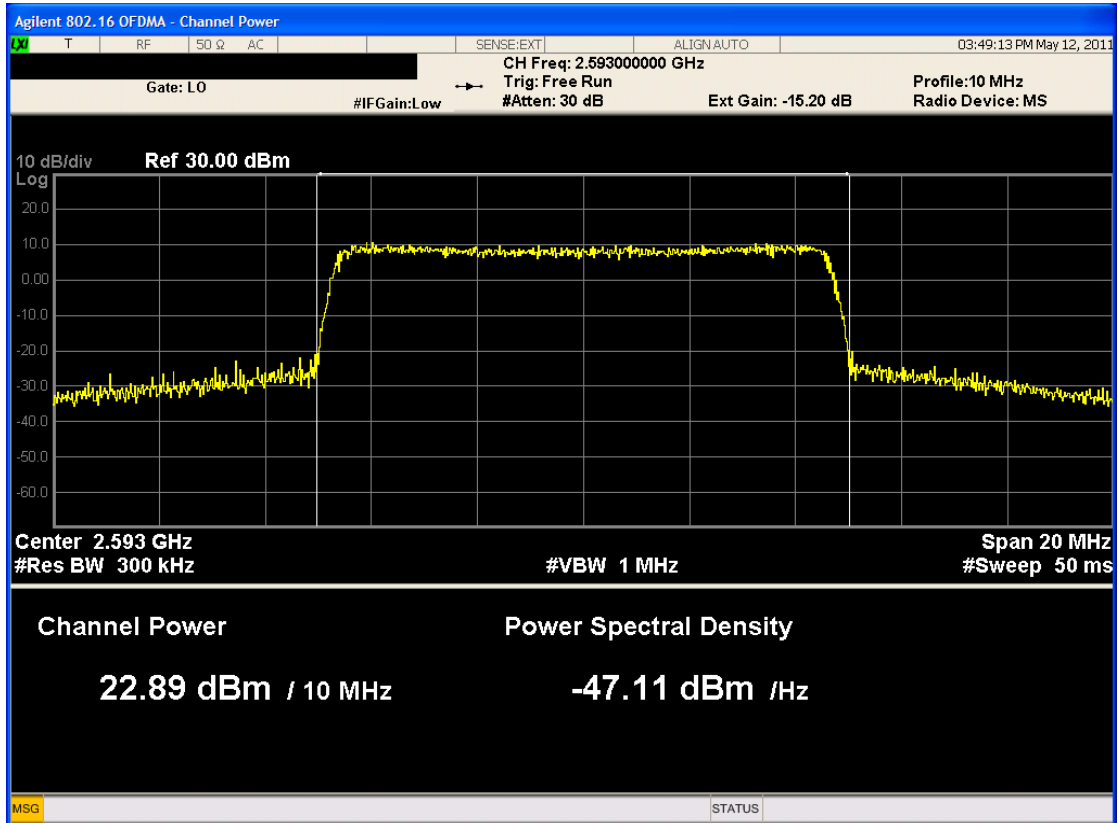 Agilent 802.16 OFDMA - Channel Power
LXI T RF 50 Ω AC SENSE:EXT ALIGN AUTO 03:49:13 PM May 12, 2011
CH Freq: 2.593000000 GHz
Gate: LO Trig: Free Run Profile:10 MHz
#IFGain:Low #Atten: 30 dB Ext Gain: -15.20 dB Radio Device: MS
10 dB/div Ref 30.00 dBm
Log
20.0
10.0
0.00
-10.0
-20.0
-30.0
-40.0
-50.0
-60.0
Center 2.593 GHz Span 20 MHz
#Res BW 300 kHz #VBW 1 MHz #Sweep 50 ms
Channel Power Power Spectral Density
22.89 dBm / 10 MHz -47.11 dBm /Hz
MSG STATUS